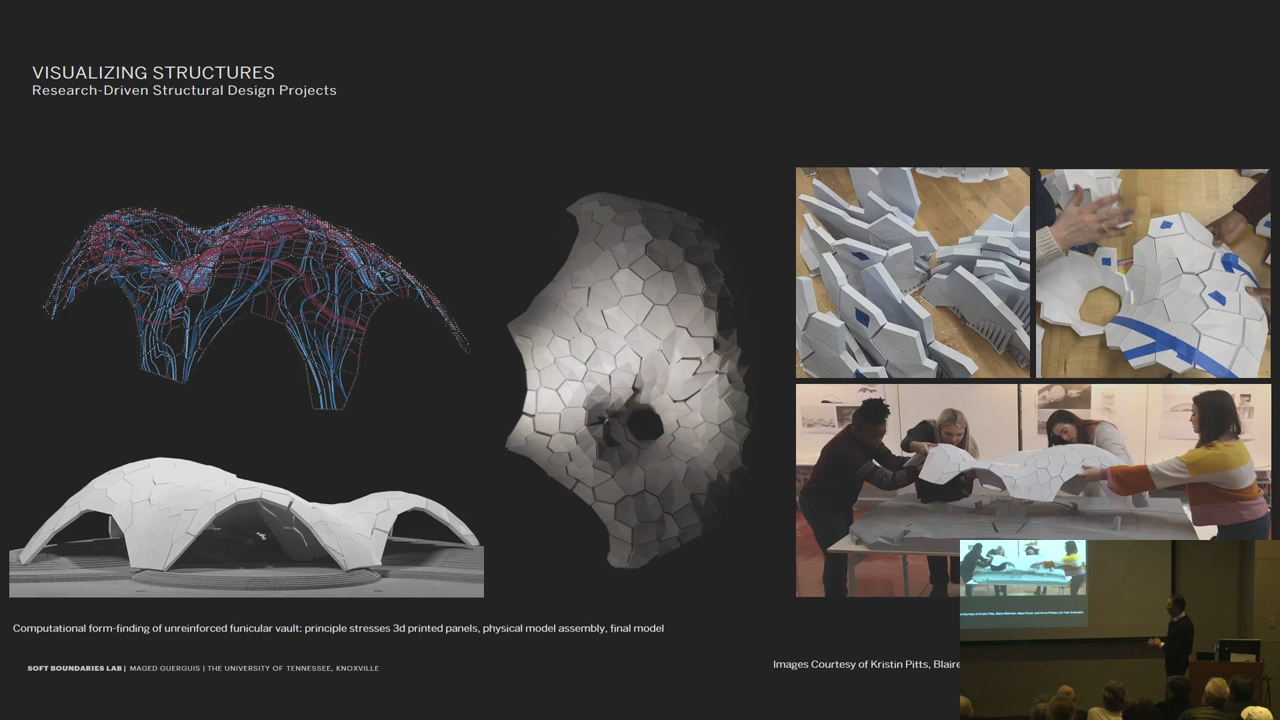 VISUALIZING STRUCTURES
Research-Driven Structural Design Projects
Computational form-finding of unreinforced funicular vault: principle stresses 3d printed panels, physical model assembly, final model
SOFT BOUNDARIES LAB | MAGED GUERGUIS | THE UNIVERSITY OF TENNESSEE, KNOXVILLE
Images Courtesy of Kristin Pitts, Blaire